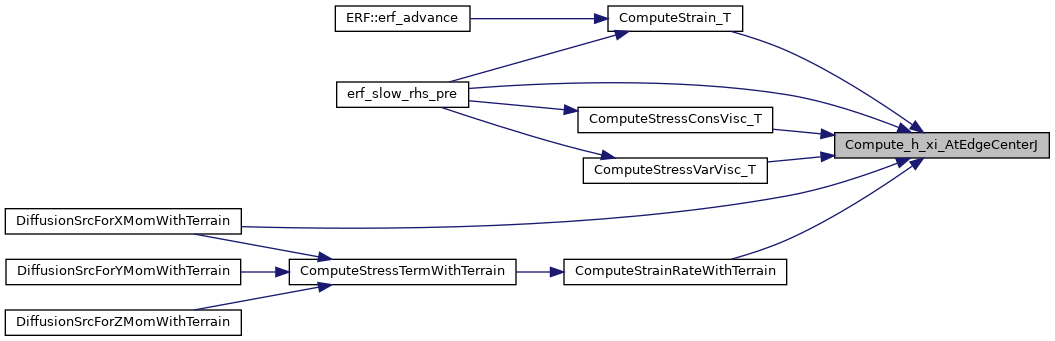 ERF::erf_advance
ComputeStrain_T
erf_slow_rhs_pre
ComputeStressConsVisc_T
Compute_h_xi_AtEdgeCenterJ
ComputeStressVarVisc_T
DiffusionSrcForXMomWithTerrain
DiffusionSrcForYMomWithTerrain
ComputeStressTermWithTerrain
ComputeStrainRateWithTerrain
DiffusionSrcForZMomWithTerrain